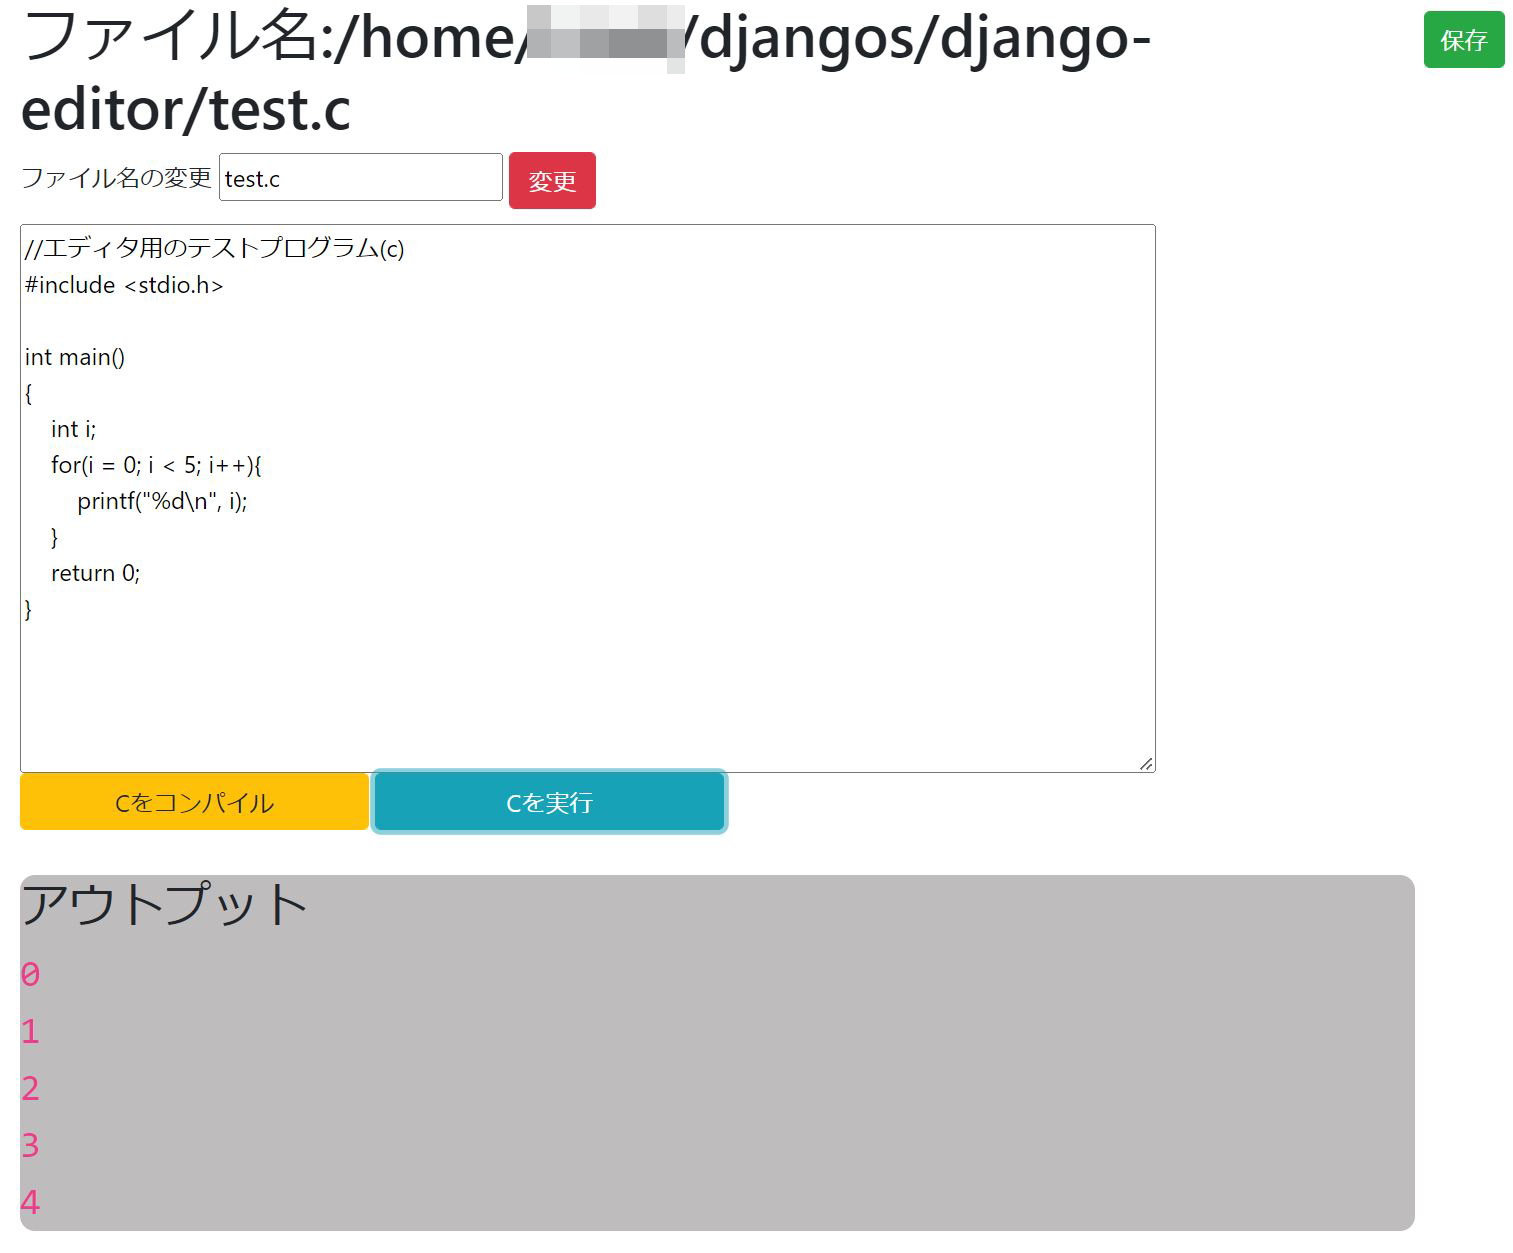 ファイル名:/home/ /djangos/django-
editor/test.c
保存
ファイル名の変更 test.c 変更
//エディタ用のテストプログラム(c)
#include <stdio.h>
int main()
{
int i;
for(i = 0; i < 5; i++){
printf("%d\n", i);
}
return 0;
}
Cをコンパイル Cを実行
アウトプット
0
1
2
3
4